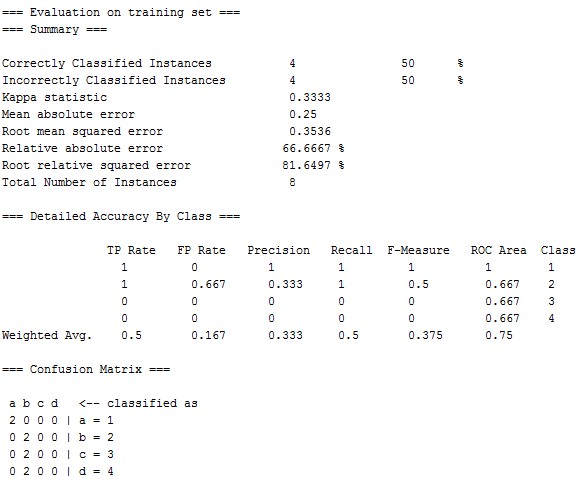 === Evaluation on training set ===
=== Summary ===
Correctly Classified Instances 4 50 %
Incorrectly Classified Instances 4 50 %
Kappa statistic 0.3333
Mean absolute error 0.25
Root mean squared error 0.3536
Relative absolute error 66.6667 %
Root relative squared error 81.6497 %
Total Number of Instances 8
=== Detailed Accuracy By Class ===
TP Rate FP Rate Precision Recall F-Measure ROC Area Class
1 0 1 1 1 1 1
1 0.667 0.333 1 0.5 0.667 2
0 0 0 0 0 0.667 3
0 0 0 0 0 0.667 4
Weighted Avg. 0.5 0.167 0.333 0.5 0.375 0.75
=== Confusion Matrix ===
a b c d <-- classified as
2 0 0 0 | a = 1
0 2 0 0 | b = 2
0 2 0 0 | c = 3
0 2 0 0 | d = 4